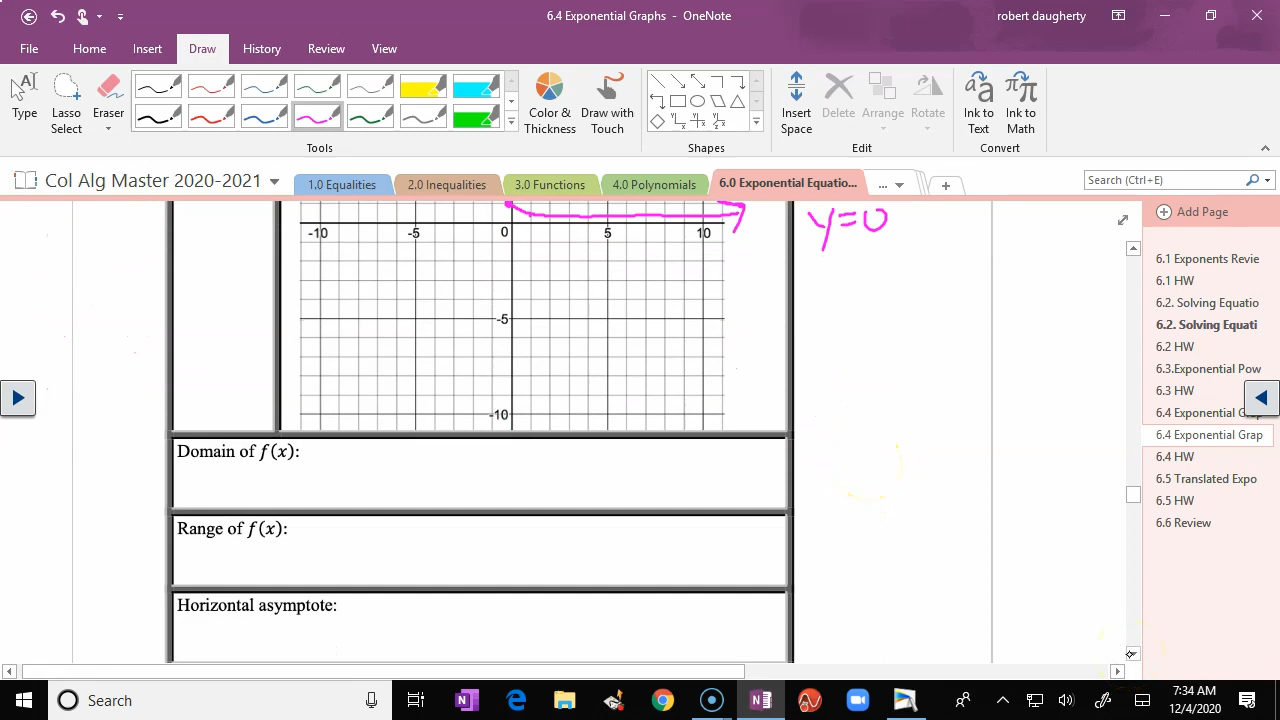 6.4 Exponential Graphs - OneNote
robert daugherty
File Home Insert Draw History Review View
Type
Lasso Select
Eraser
Color & Thickness
Draw with Touch
Insert Space
Delete
Arrange
Rotate
Ink to Text
Ink to Math
Tools
Shapes
Edit
Convert
Col Alg Master 2020-2021
1.0 Equalities
2.0 Inequalities
3.0 Functions
4.0 Polynomials
6.0 Exponential Equatio...
...
Search (Ctrl+E)
Add Page
y=0
-10 -5 0 5 10
-5
-10
Domain of f(x):
Range of f(x):
Horizontal asymptote:
6.1 Exponents Revie
6.1 HW
6.2. Solving Equatio
6.2. Solving Equati
6.2 HW
6.3.Exponential Pow
6.3 HW
6.4 Exponential Grap
6.4 Exponential Grap
6.4 HW
6.5 Translated Expo
6.5 HW
6.6 Review
Search
7:34 AM
12/4/2020